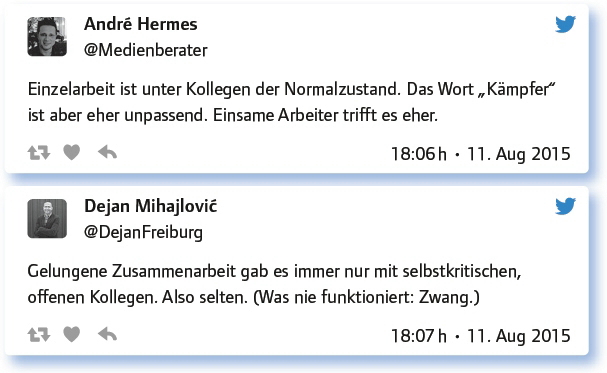 André Hermes
@Medienberater
Einzelarbeit ist unter Kollegen der Normalzustand. Das Wort „Kämpfer“
ist aber eher unpassend. Einsame Arbeiter trifft es eher.
18:06 h • 11. Aug 2015
Dejan Mihajlović
@DejanFreiburg
Gelungene Zusammenarbeit gab es immer nur mit selbstkritischen,
offenen Kollegen. Also selten. (Was nie funktioniert: Zwang.)
18:07 h • 11. Aug 2015